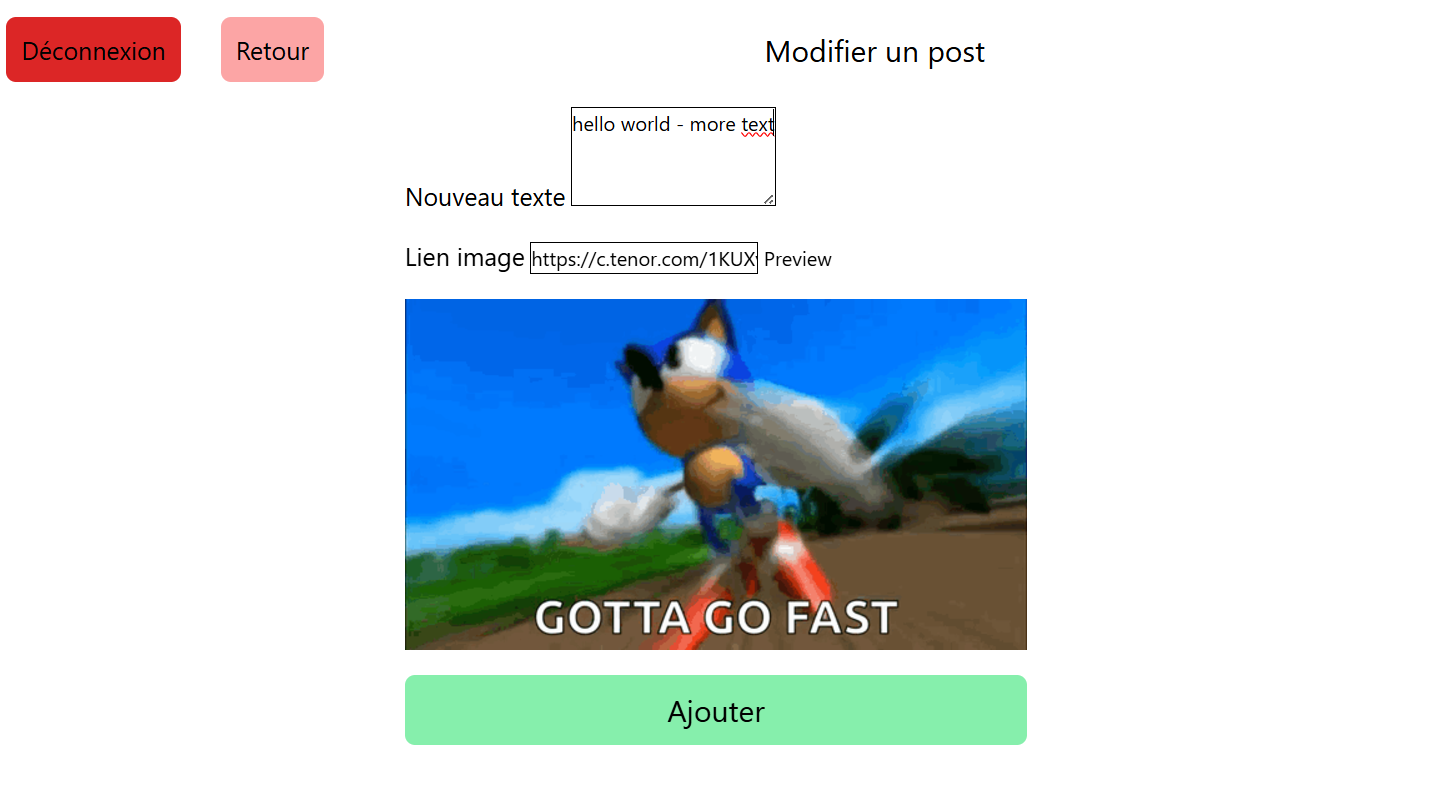 Déconnexion
Retour
Modifier un post
hello world - more text
Nouveau texte
Lien image
https://c.tenor.com/1KUX
Preview
GOTTA GO FAST
Ajouter